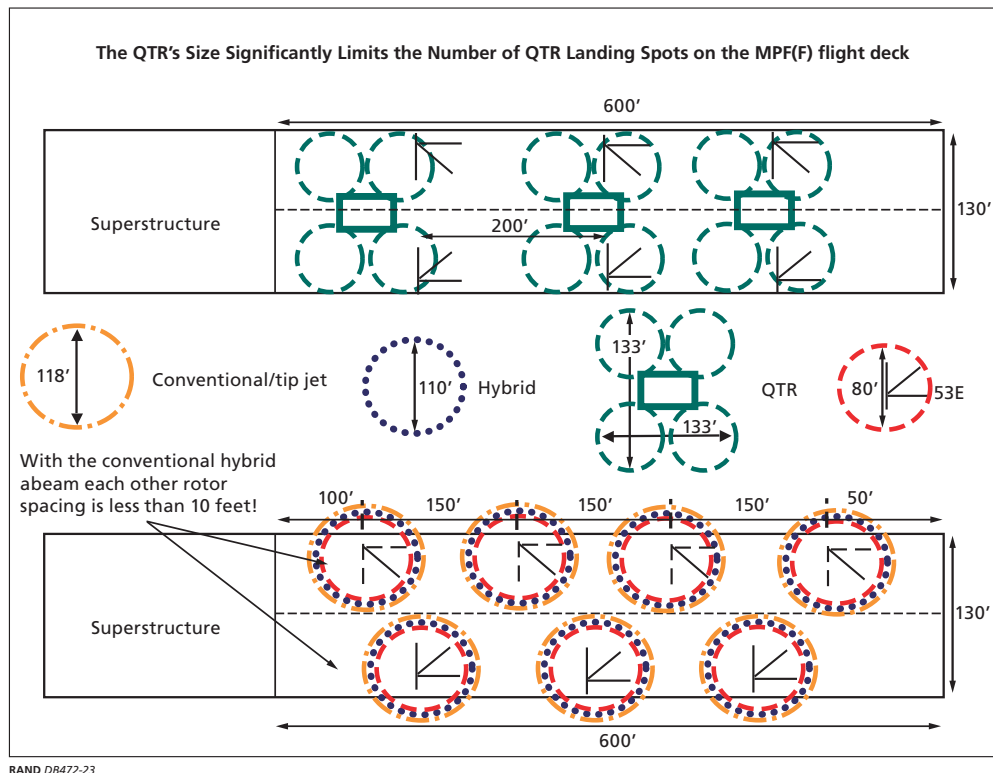 The QTR's Size Significantly Limits the Number of QTR Landing Spots on the MPF(F) flight deck
600'
Superstructure
200'
130'
118'
Conventional/tip jet
110'
Hybrid
133'
133'
QTR
80'
53E
With the conventional hybrid
abeam each other rotor
spacing is less than 10 feet!
100'
150'
150'
150'
50'
Superstructure
130'
600'
RAND DB472-23